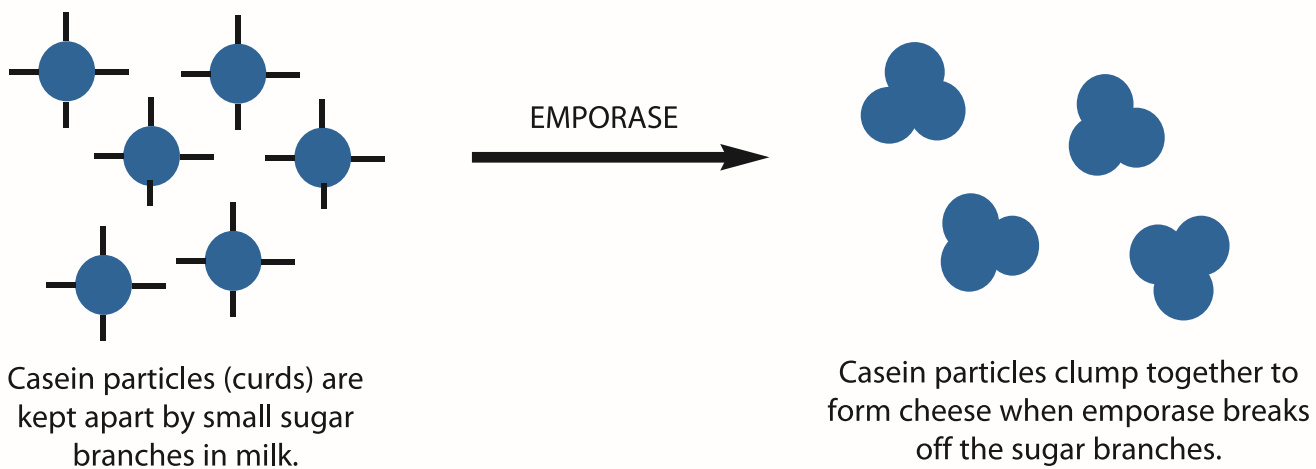 EMPORASE
Casein particles (curds) are
kept apart by small sugar
branches in milk.
Casein particles clump together to
form cheese when emporase breaks
off the sugar branches.